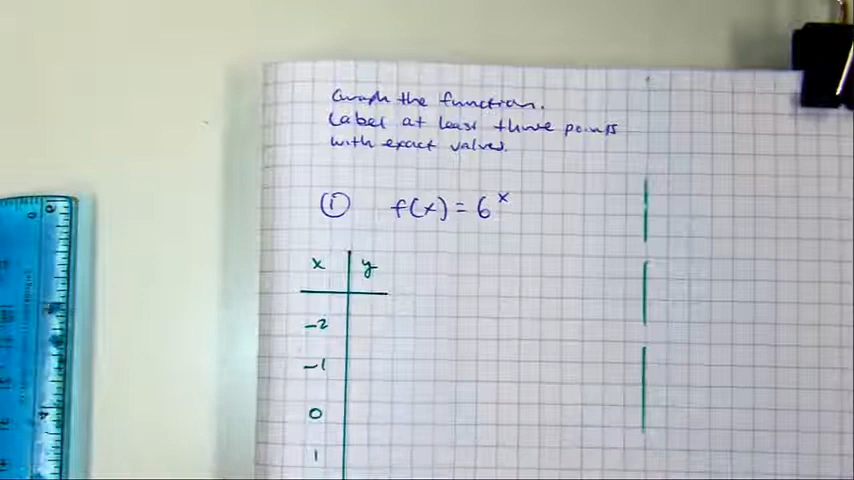 Graph the function.
Label at least three points
with exact values.
① f(x) = 6^x
x y
-2
-1
0
1